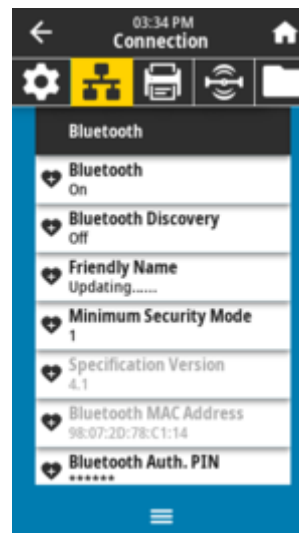 03:34 PM
Connection
Bluetooth
Bluetooth
On
Bluetooth Discovery
Off
Friendly Name
Updating......
Minimum Security Mode
1
Specification Version
4.1
Bluetooth MAC Address
98:07:2D:78:C1:14
Bluetooth Auth. PIN
******